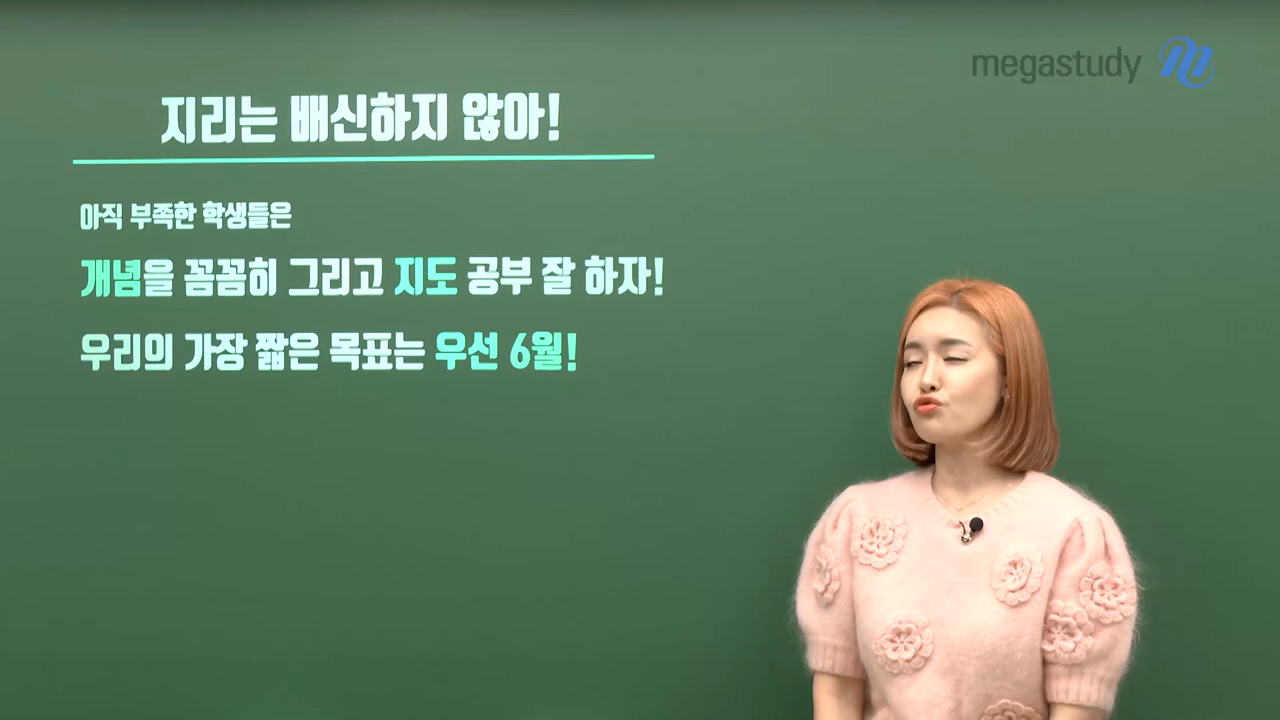 megastudy
지리는 배신하지 않아!
아직 부족한 학생들은
개념을 꼼꼼히 그리고 지도 공부 잘 하자!
우리의 가장 짧은 목표는 우선 6월!